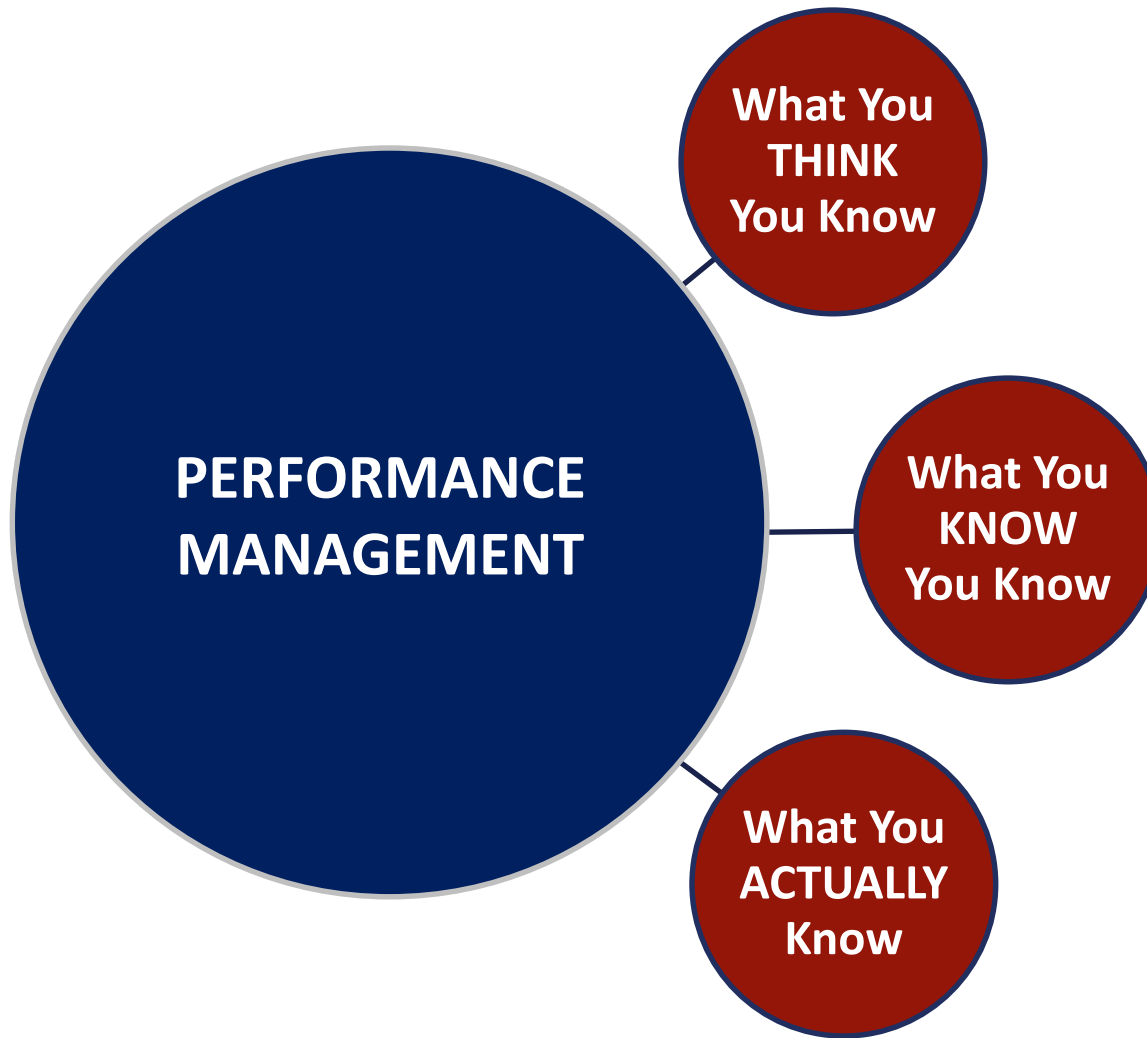 What You
THINK
You Know
PERFORMANCE
MANAGEMENT
What You
KNOW
You Know
What You
ACTUALLY
Know